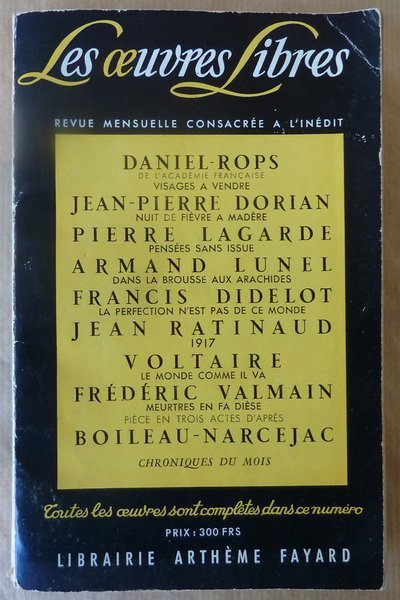 Les œuvres Libres
REVUE MENSUELLE CONSACRÉE A L'INÉDIT
DANIEL-ROPS
DE L'ACADÉMIE FRANÇAISE
VISAGES A VENDRE
JEAN-PIERRE DORIAN
NUIT DE FIÈVRE A MADÈRE
PIERRE LAGARDE
PENSÉES SANS ISSUE
ARMAND LUNEL
DANS LA BROUSSE AUX ARACHIDES
FRANCIS DIDELOT
LA PERFECTION N'EST PAS DE CE MONDE
JEAN RATINAUD
1917
VOLTAIRE
LE MONDE COMME IL VA
FRÉDÉRIC VALMAIN
MEURTRES EN FA DIÈSE
PIÈCE EN TROIS ACTES D'APRÈS
BOILEAU-NARCEJAC
CHRONIQUES DU MOIS
Toutes les œuvres sont complètes dans ce numéro
PRIX : 300 FRS
LIBRAIRIE ARTHÈME FAYARD